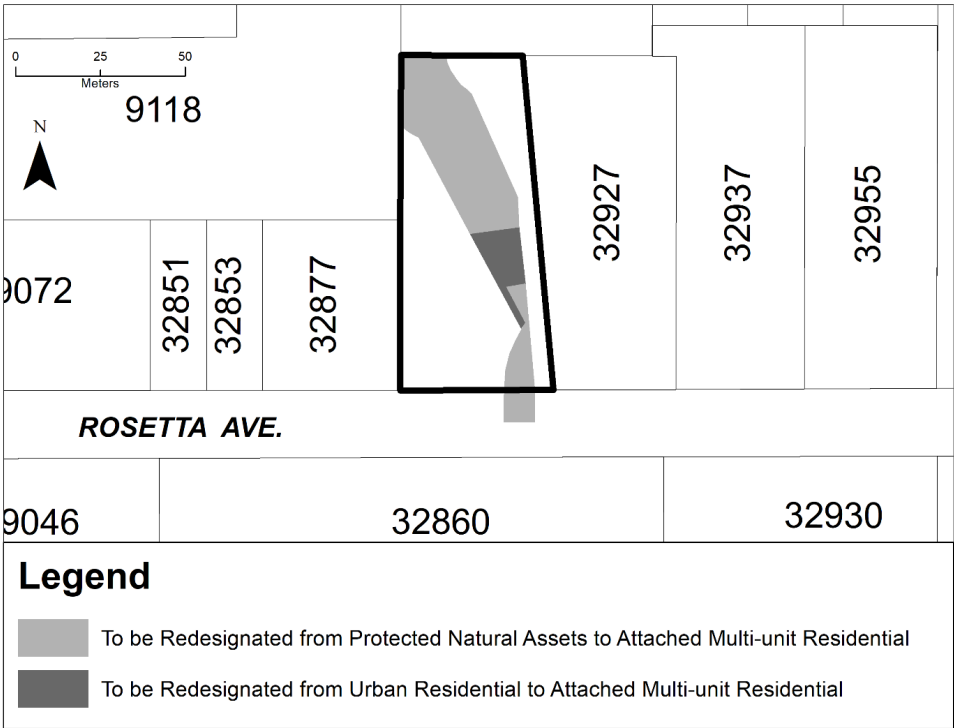 0 25 50
Meters
9118
N
32927
32937
32955
9072
32851
32853
32877
ROSETTA AVE.
9046
32860
32930
Legend
To be Redesignated from Protected Natural Assets to Attached Multi-unit Residential
To be Redesignated from Urban Residential to Attached Multi-unit Residential